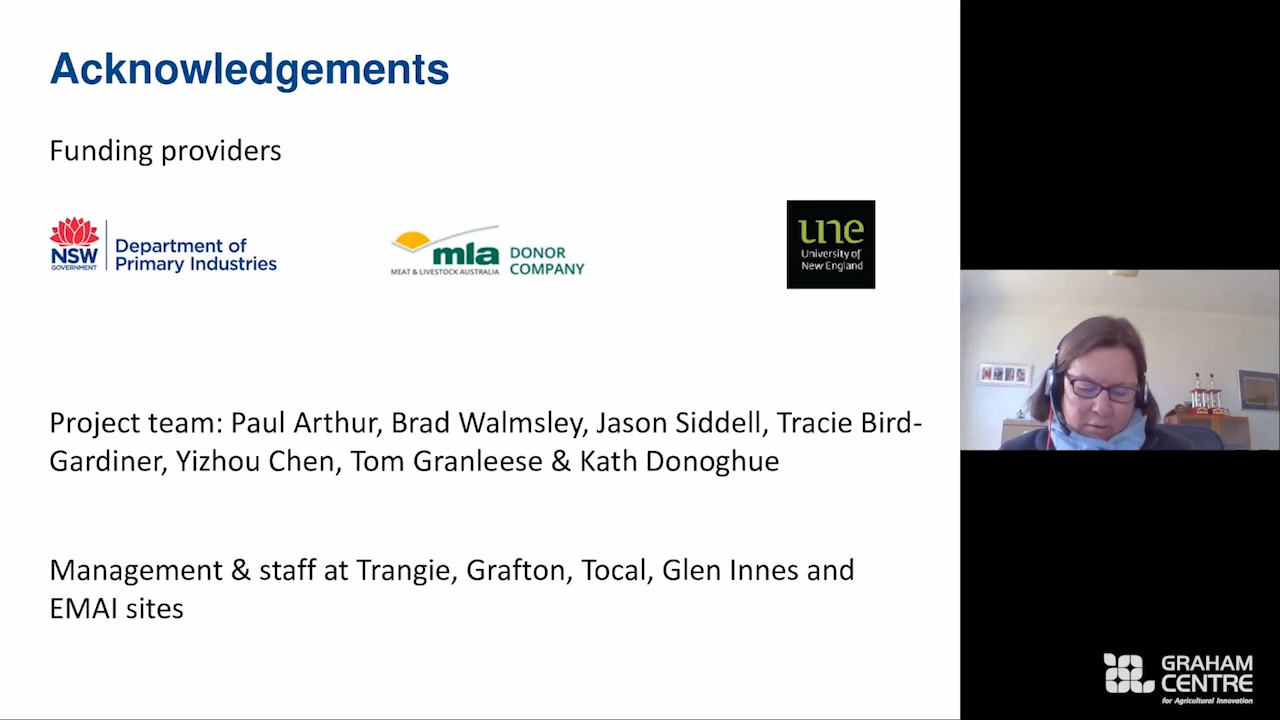 Acknowledgements
Funding providers
NSW
GOVERNMENT
Department of
Primary Industries
mla
MEAT & LIVESTOCK AUSTRALIA
DONOR
COMPANY
une
University of
New England
Project team: Paul Arthur, Brad Walmsley, Jason Siddell, Tracie Bird-
Gardiner, Yizhou Chen, Tom Granleese & Kath Donoghue
Management & staff at Trangie, Grafton, Tocal, Glen Innes and
EMAI sites
GRAHAM
CENTRE
for Agricultural Innovation